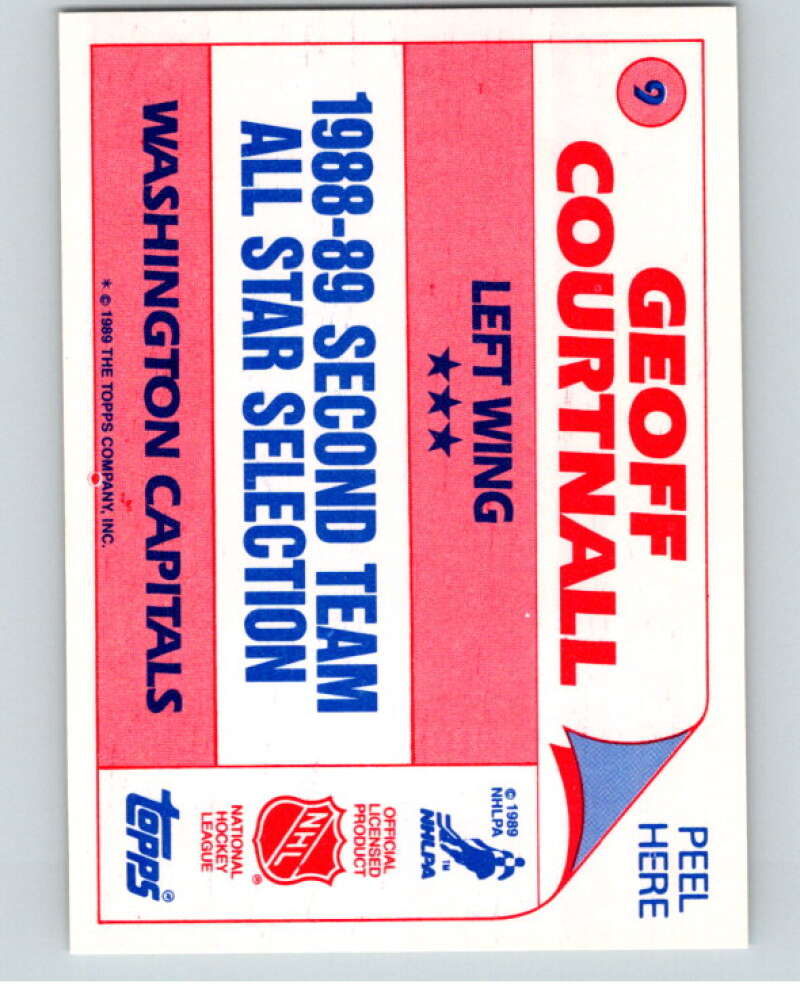 9
GEOFF
COURTNALL
LEFT WING
★★★
1988-89 SECOND TEAM
ALL STAR SELECTION
WASHINGTON CAPITALS
* © 1989 THE TOPPS COMPANY, INC.
PEEL
HERE
© 1989
NHLPA
NHLPA™
OFFICIAL
LICENSED
PRODUCT
NHL®
NATIONAL
HOCKEY
LEAGUE
topps®